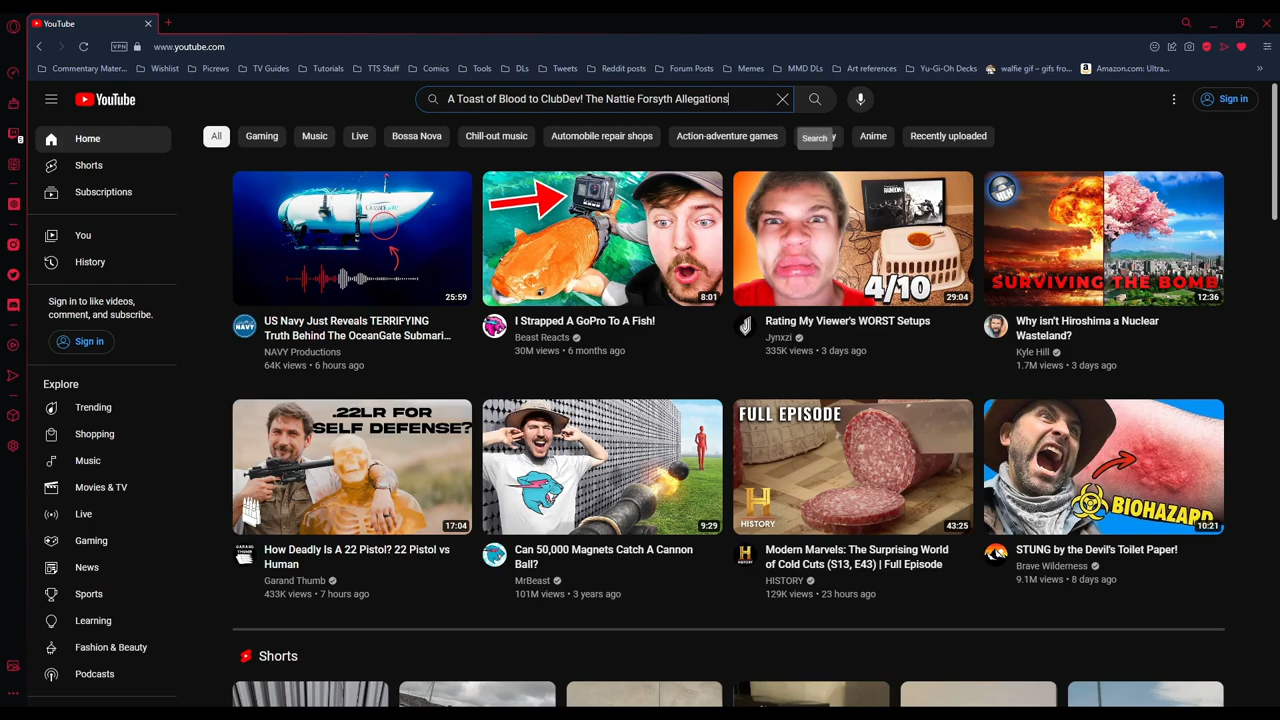 YouTube
VPN
www.youtube.com
Commentary Mater...
Wishlist
Picrews
TV Guides
Tutorials
TTS Stuff
Comics
Tools
DLs
Tweets
Reddit posts
Forum Posts
Memes
MMD DLs
Art references
Yu-Gi-Oh Decks
walfie gif – gifs fro...
Amazon.com: Ultra...
YouTube
A Toast of Blood to ClubDev! The Nattie Forsyth Allegations
Sign in
Home
Shorts
Subscriptions
You
History
Sign in to like videos,
comment, and subscribe.
Sign in
Explore
Trending
Shopping
Music
Movies & TV
Live
Gaming
News
Sports
Learning
Fashion & Beauty
Podcasts
All
Gaming
Music
Live
Bossa Nova
Chill-out music
Automobile repair shops
Action-adventure games
Search
Anime
Recently uploaded
OceanGate
25:59
US Navy Just Reveals TERRIFYING
Truth Behind The OceanGate Submari...
NAVY Productions
64K views • 6 hours ago
8:01
I Strapped A GoPro To A Fish!
Beast Reacts
30M views • 6 months ago
4/10
29:04
Rating My Viewer's WORST Setups
Jynxzi
335K views • 3 days ago
SURVIVING THE BOMB
12:36
Why isn't Hiroshima a Nuclear
Wasteland?
Kyle Hill
1.7M views • 3 days ago
.22LR FOR
SELF DEFENSE?
17:04
How Deadly Is A 22 Pistol? 22 Pistol vs
Human
Garand Thumb
433K views • 7 hours ago
9:29
Can 50,000 Magnets Catch A Cannon
Ball?
MrBeast
101M views • 3 years ago
FULL EPISODE
HISTORY
43:25
Modern Marvels: The Surprising World
of Cold Cuts (S13, E43) | Full Episode
HISTORY
129K views • 23 hours ago
BIOHAZARD
10:21
STUNG by the Devil's Toilet Paper!
Brave Wilderness
9.1M views • 8 days ago
Shorts